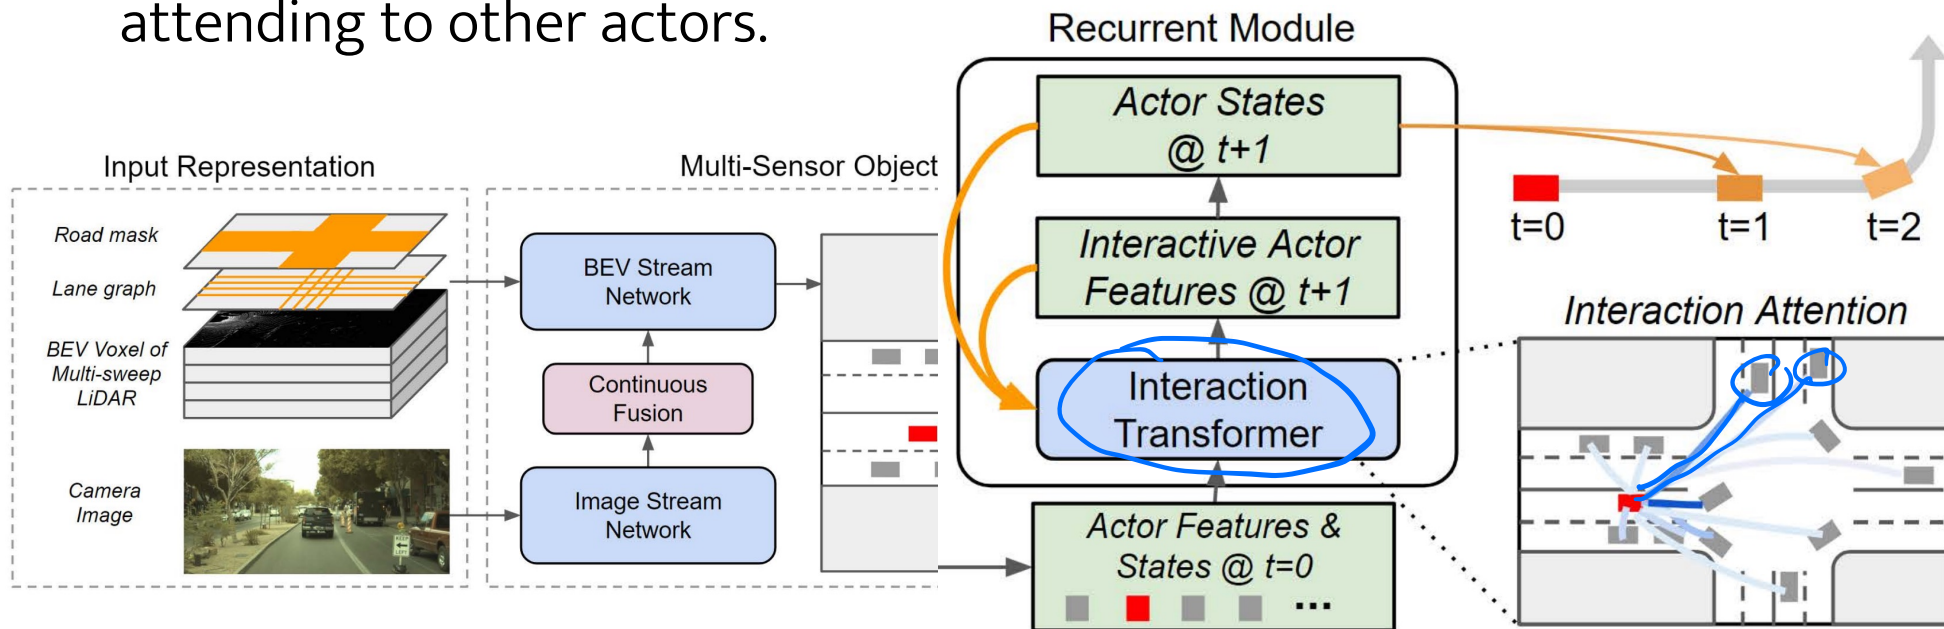 attending to other actors.
Input Representation
Road mask
Lane graph
BEV Voxel of
Multi-sweep
LiDAR
Camera
Image
Multi-Sensor Object
BEV Stream
Network
Continuous
Fusion
Image Stream
Network
Recurrent Module
Actor States
@ t+1
Interactive Actor
Features @ t+1
Interaction
Transformer
Actor Features &
States @ t=0
...
t=0
t=1
t=2
Interaction Attention
KEEP
LEFT